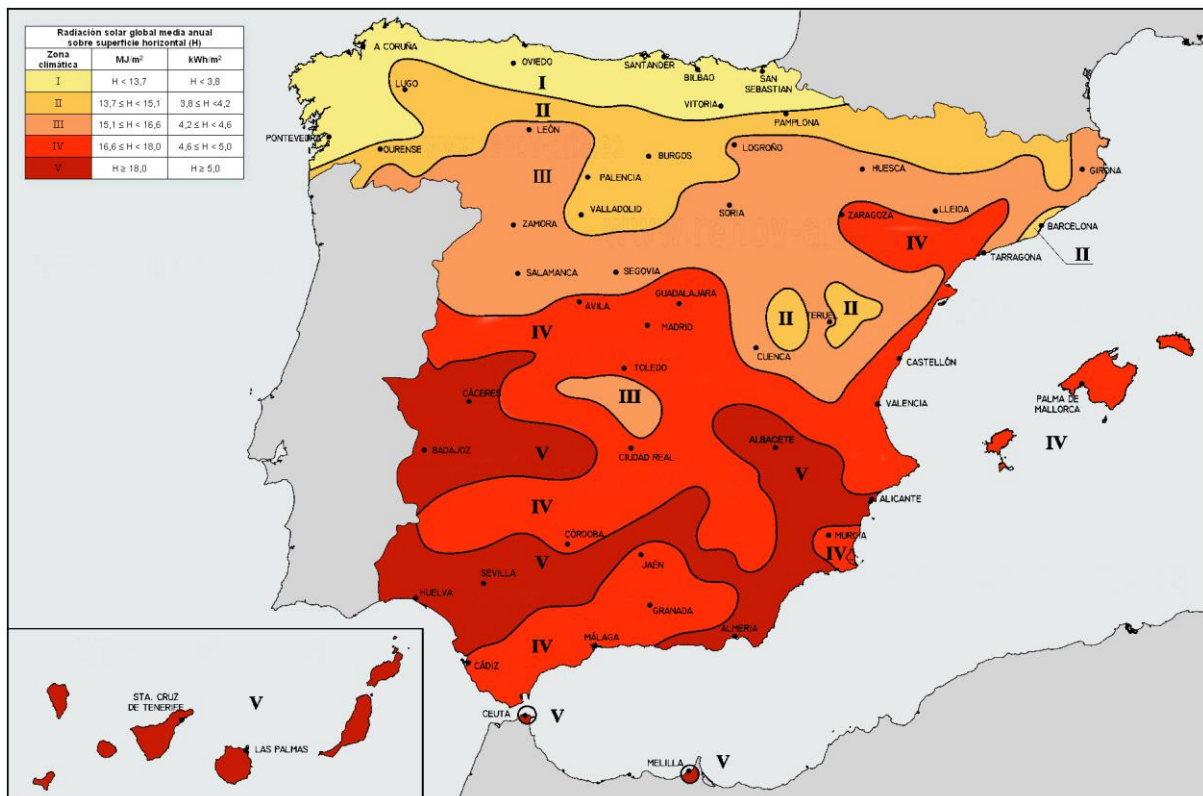 Radiación solar global media anual
sobre superficie horizontal (H)
Zona
climática
MJ/m²
kWh/m²
I
H < 13,7
H < 3,8
II
13,7 ≤ H < 15,1
3,8 ≤ H <4,2
III
15,1 ≤ H < 16,6
4,2 ≤ H < 4,6
IV
16,6 ≤ H < 18,0
4,6 ≤ H < 5,0
V
H ≥ 18,0
H ≥ 5,0
A CORUÑA
LUGO
OVIEDO
I
SANTANDER
BILBAO
SAN
SEBASTIAN
VITORIA
II
PAMPLONA
PONTEVEDRA
OURENSE
LEÓN
III
BURGOS
PALENCIA
LOGROÑO
HUESCA
GIRONA
VALLADOLID
SORIA
ZARAGOZA
LLEIDA
ZAMORA
IV
BARCELONA
II
TARRAGONA
SALAMANCA
SEGOVIA
AVILA
GUADALAJARA
IV
MADRID
II
TERUEL
II
CUENCA
CASTELLÓN
TOLEDO
CÁCERES
III
VALENCIA
PALMA DE
MALLORCA
IV
BADAJOZ
V
CIUDAD REAL
ALBACETE
V
IV
ALICANTE
CÓRDOBA
MURCIA
IV
V
JAÉN
SEVILLA
HUELVA
GRANADA
ALMERIA
IV
MÁLAGA
CÁDIZ
CEUTA
V
MELILLA
V
STA. CRUZ
DE TENERIFE
V
LAS PALMAS